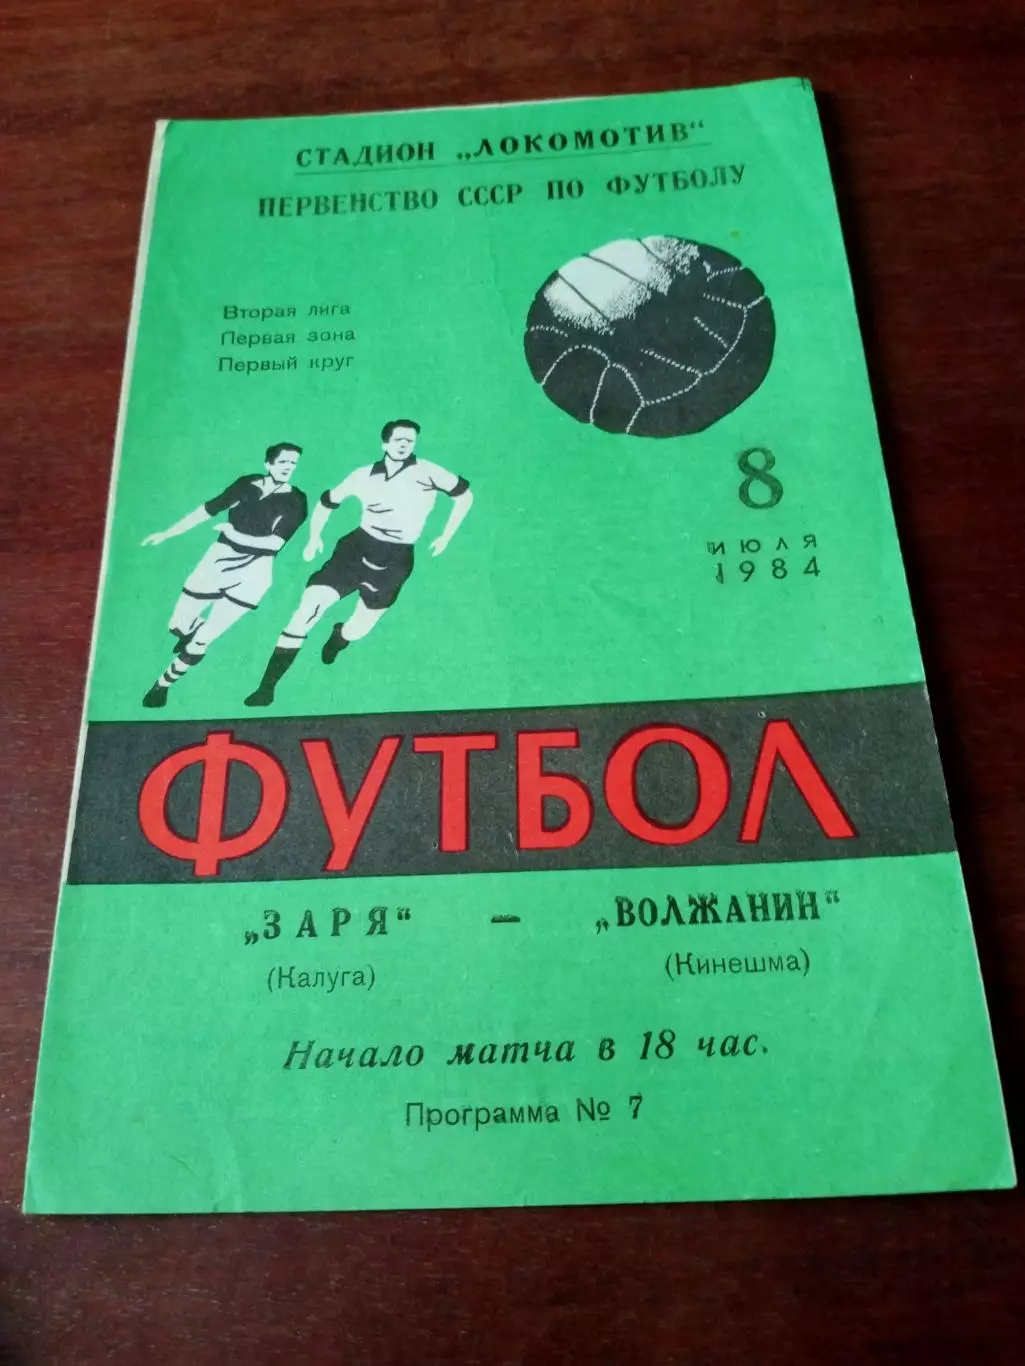 СТАДИОН „ЛОКОМОТИВ“
ПЕРВЕНСТВО СССР ПО ФУТБОЛУ
Вторая лига
Первая зона
Первый круг
8
ИЮЛЯ
1984
ФУТБОЛ
„ЗАРЯ“ — „ВОЛЖАНИН“
(Калуга) (Кинешма)
Начало матча в 18 час.
Программа № 7